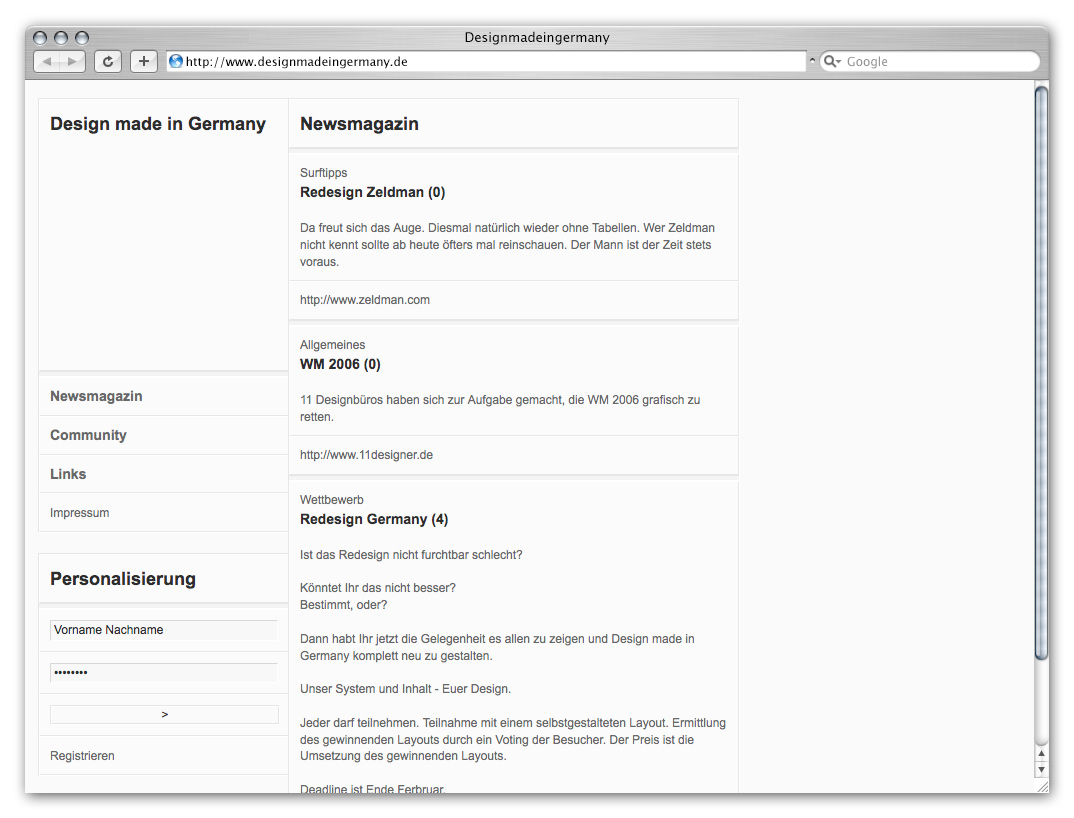 Designmadeingermany
http://www.designmadeingermany.de
Google
Design made in Germany
Newsmagazin
Community
Links
Impressum
Personalisierung
Vorname Nachname
••••••••
>
Registrieren
Newsmagazin
Surftipps
Redesign Zeldman (0)
Da freut sich das Auge. Diesmal natürlich wieder ohne Tabellen. Wer Zeldman
nicht kennt sollte ab heute öfters mal reinschauen. Der Mann ist der Zeit stets
voraus.
http://www.zeldman.com
Allgemeines
WM 2006 (0)
11 Designbüros haben sich zur Aufgabe gemacht, die WM 2006 grafisch zu
retten.
http://www.11designer.de
Wettbewerb
Redesign Germany (4)
Ist das Redesign nicht furchtbar schlecht?
Könntet Ihr das nicht besser?
Bestimmt, oder?
Dann habt Ihr jetzt die Gelegenheit es allen zu zeigen und Design made in
Germany komplett neu zu gestalten.
Unser System und Inhalt - Euer Design.
Jeder darf teilnehmen. Teilnahme mit einem selbstgestalteten Layout. Ermittlung
des gewinnenden Layouts durch ein Voting der Besucher. Der Preis ist die
Umsetzung des gewinnenden Layouts.
Deadline ist Ende Ferbruar.